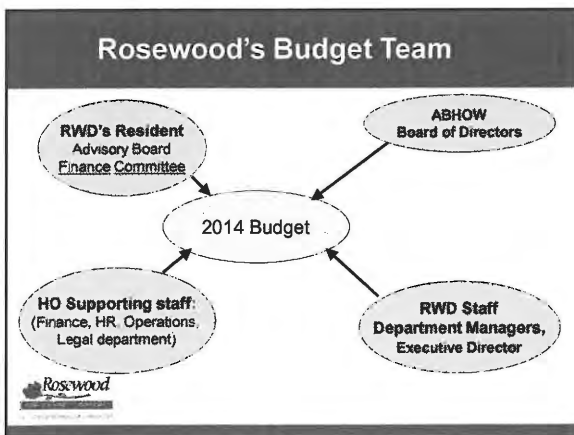 Rosewood's Budget Team
RWD's Resident
Advisory Board
Finance Committee
ABHOW
Board of Directors
2014 Budget
HO Supporting staff:
(Finance, HR, Operations,
Legal department)
RWD Staff
Department Managers,
Executive Director
Rosewood